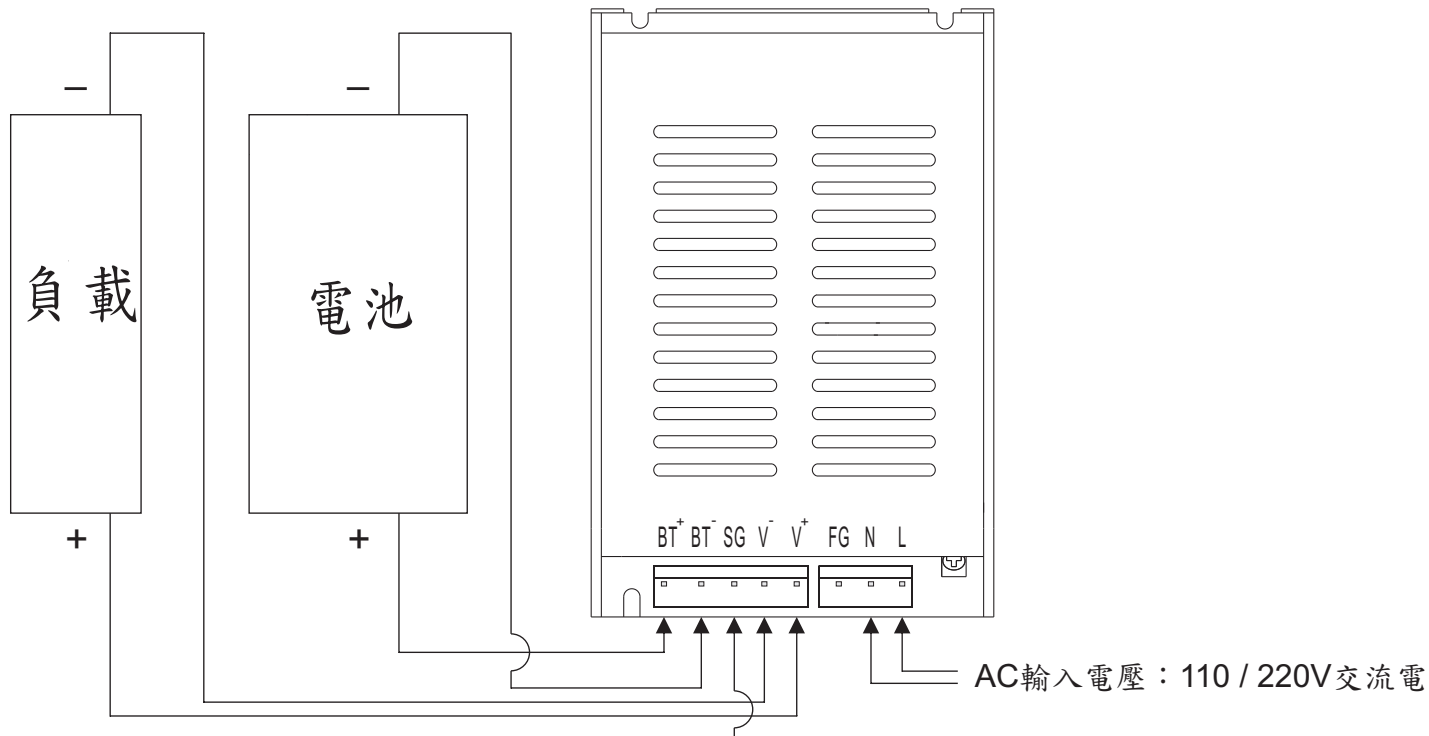 － －
負載 電池
＋ ＋
BT⁺ BT⁻ SG V⁻ V⁺ FG N L
AC輸入電壓：110 / 220V交流電